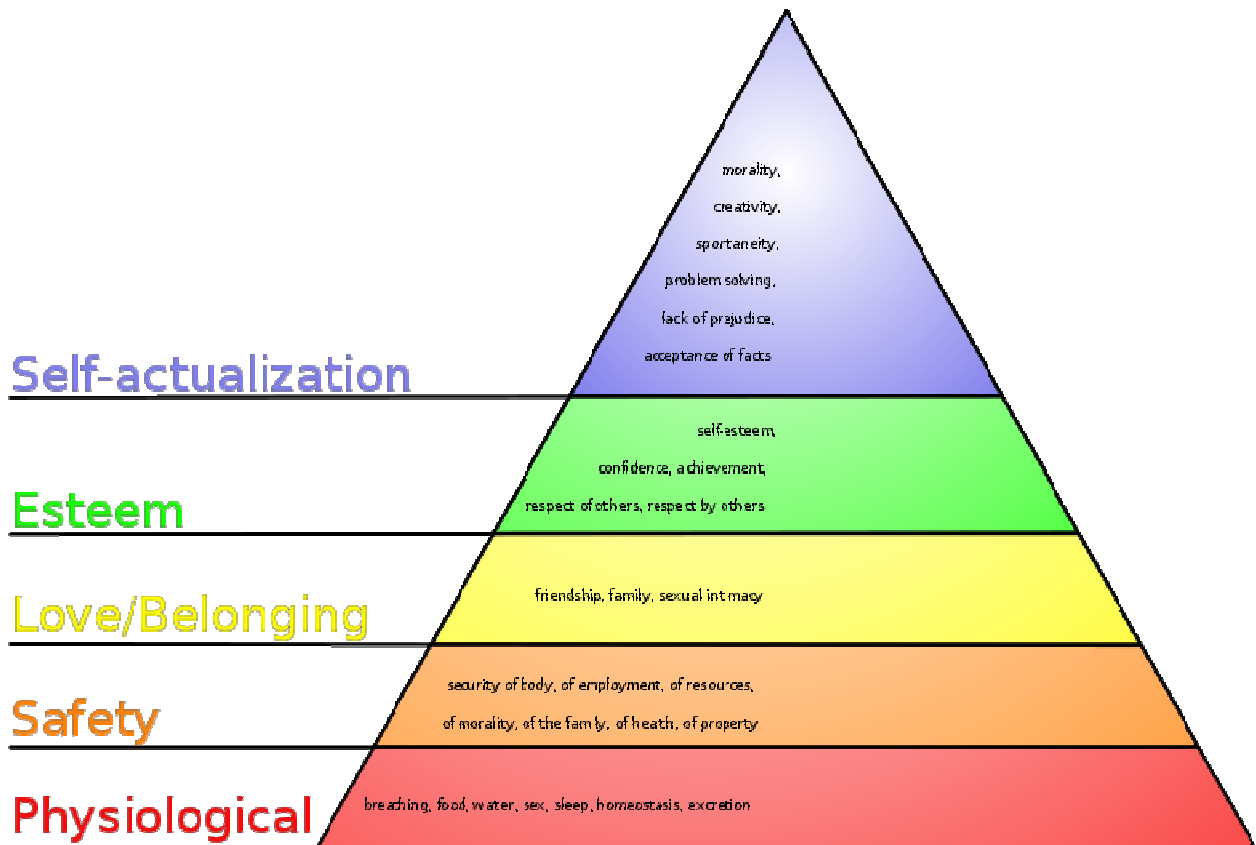 morality,
creativity,
spontaneity,
problem solving,
lack of prejudice,
acceptance of facts
Self-actualization
self-esteem,
confidence, achievement,
respect of others, respect by others
Esteem
friendship, family, sexual intimacy
Love/Belonging
security of body, of employment, of resources,
of morality, of the family, of health, of property
Safety
breathing, food, water, sex, sleep, homeostasis, excretion
Physiological